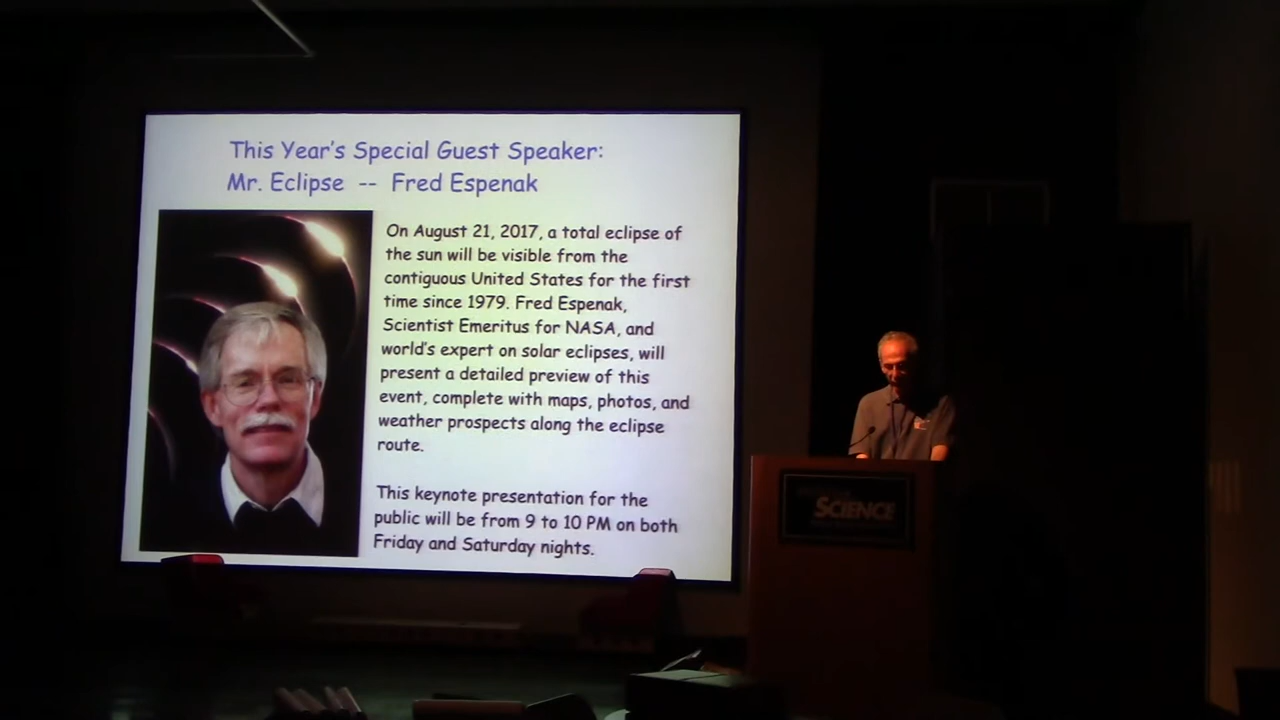 This Year's Special Guest Speaker:
Mr. Eclipse -- Fred Espenak
On August 21, 2017, a total eclipse of
the sun will be visible from the
contiguous United States for the first
time since 1979. Fred Espenak,
Scientist Emeritus for NASA, and
world's expert on solar eclipses, will
present a detailed preview of this
event, complete with maps, photos, and
weather prospects along the eclipse
route.
This keynote presentation for the
public will be from 9 to 10 PM on both
Friday and Saturday nights.
SCIENCE